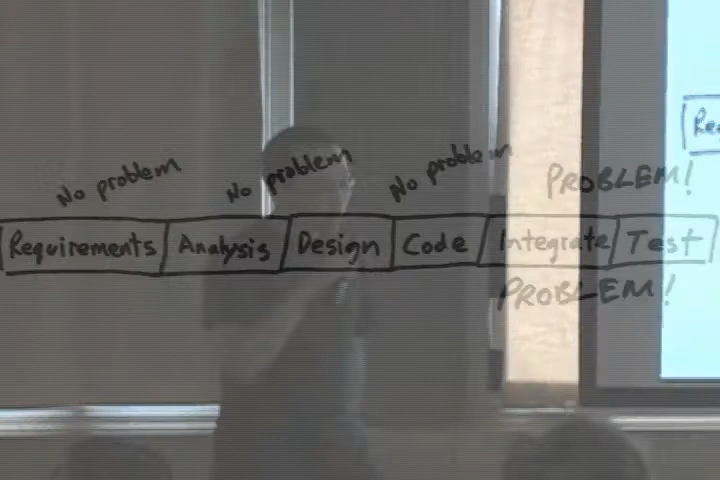 No problem No problem No problem PROBLEM!
Requirements Analysis Design Code Integrate Test
PROBLEM!